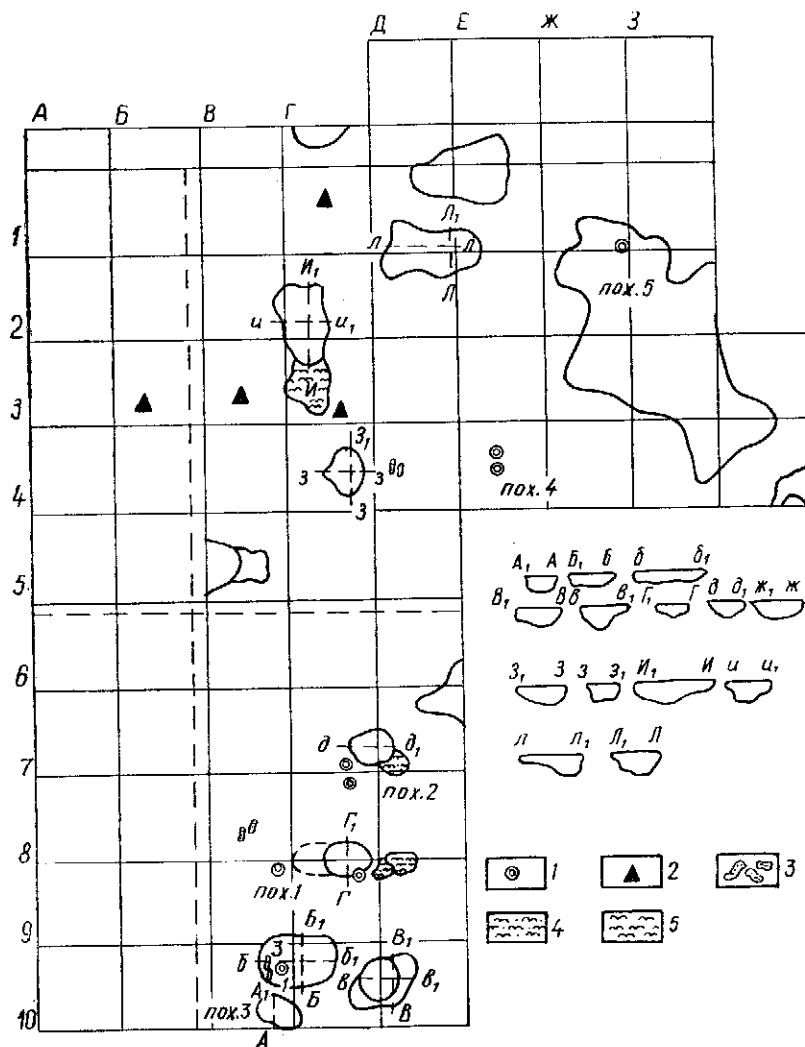 Д Е Ж З
А Б В Г
1
Л₁
Л Л
Л
пох.5
И₁
и и₁
И
2
3
З₁
з з
З
пох.4
4
А₁ А Б₁ Б б б₁
В₁ В в в₁ Г₁ Г д д₁ Ж₁ Ж
5
6
З₁ З з з₁ И₁ И и и₁
л л₁ Л₁ Л
д д₁
7
пох.2
Г₁
8
пох.1
Г
1 2 3
4 5
9
Б₁
В₁
б 3 б₁
1
в в₁
А₁
Б
В
пох.3
10
А